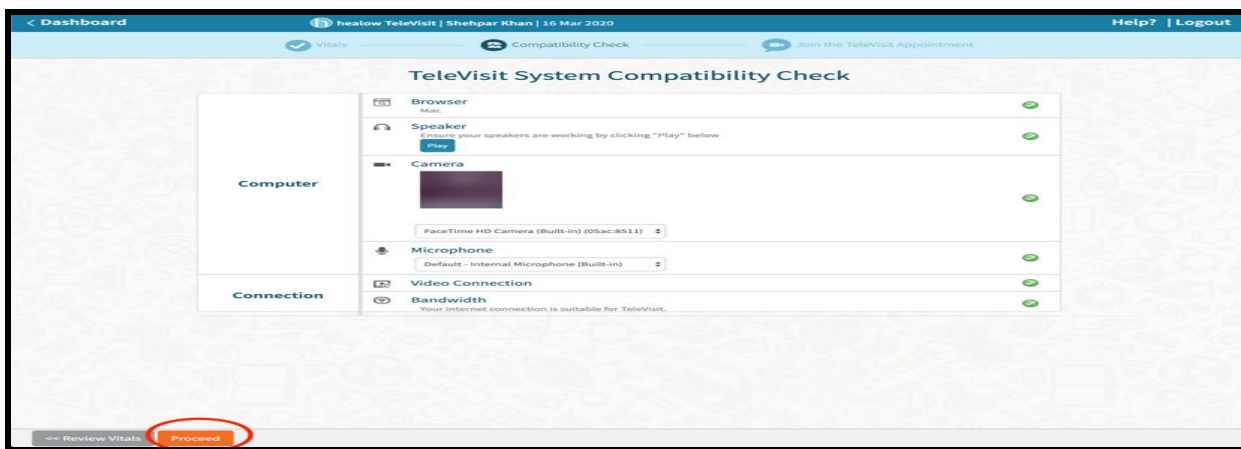 < Dashboard
healow TeleVisit | Shehpar Khan | 16 Mar 2020
Help? | Logout
Vitals
Compatibility Check
Join the TeleVisit Appointment
TeleVisit System Compatibility Check
Computer
Browser
Mac
Speaker
Ensure your speakers are working by clicking "Play" below
Play
Camera
FaceTime HD Camera (Built-in) (05ac:8511)
Microphone
Default - Internal Microphone (Built-in)
Connection
Video Connection
Bandwidth
Your internet connection is suitable for TeleVisit.
<< Review Vitals
Proceed